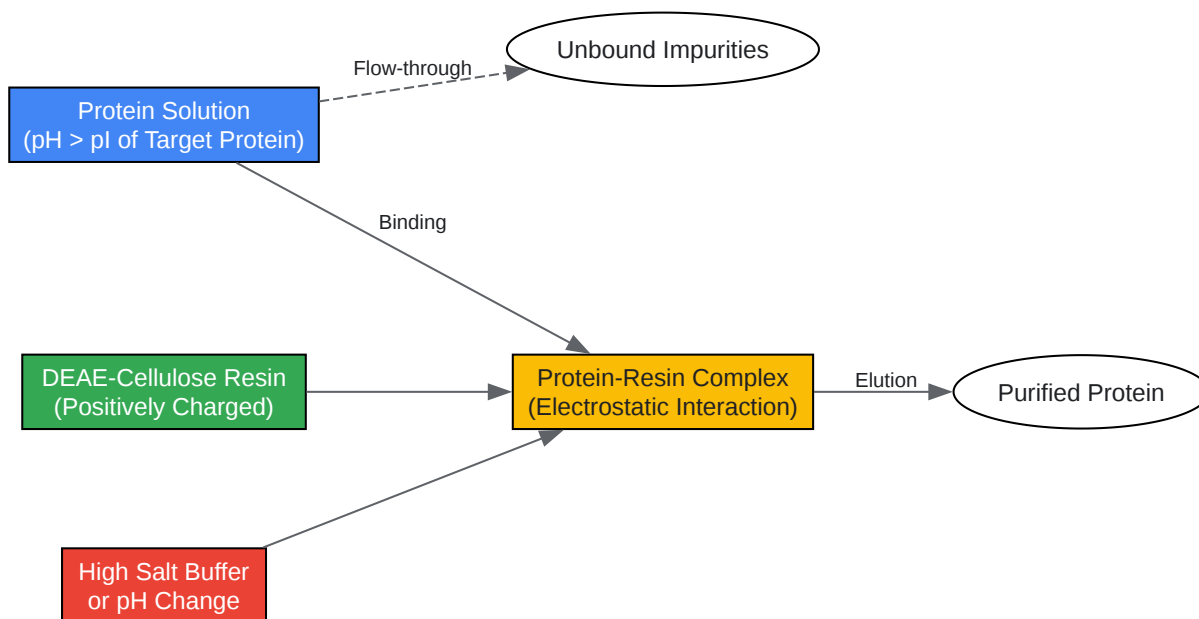 Unbound Impurities
Flow-through
Protein Solution
(pH > pI of Target Protein)
Binding
DEAE-Cellulose Resin
(Positively Charged)
Protein-Resin Complex
(Electrostatic Interaction)
Elution
Purified Protein
High Salt Buffer
or pH Change